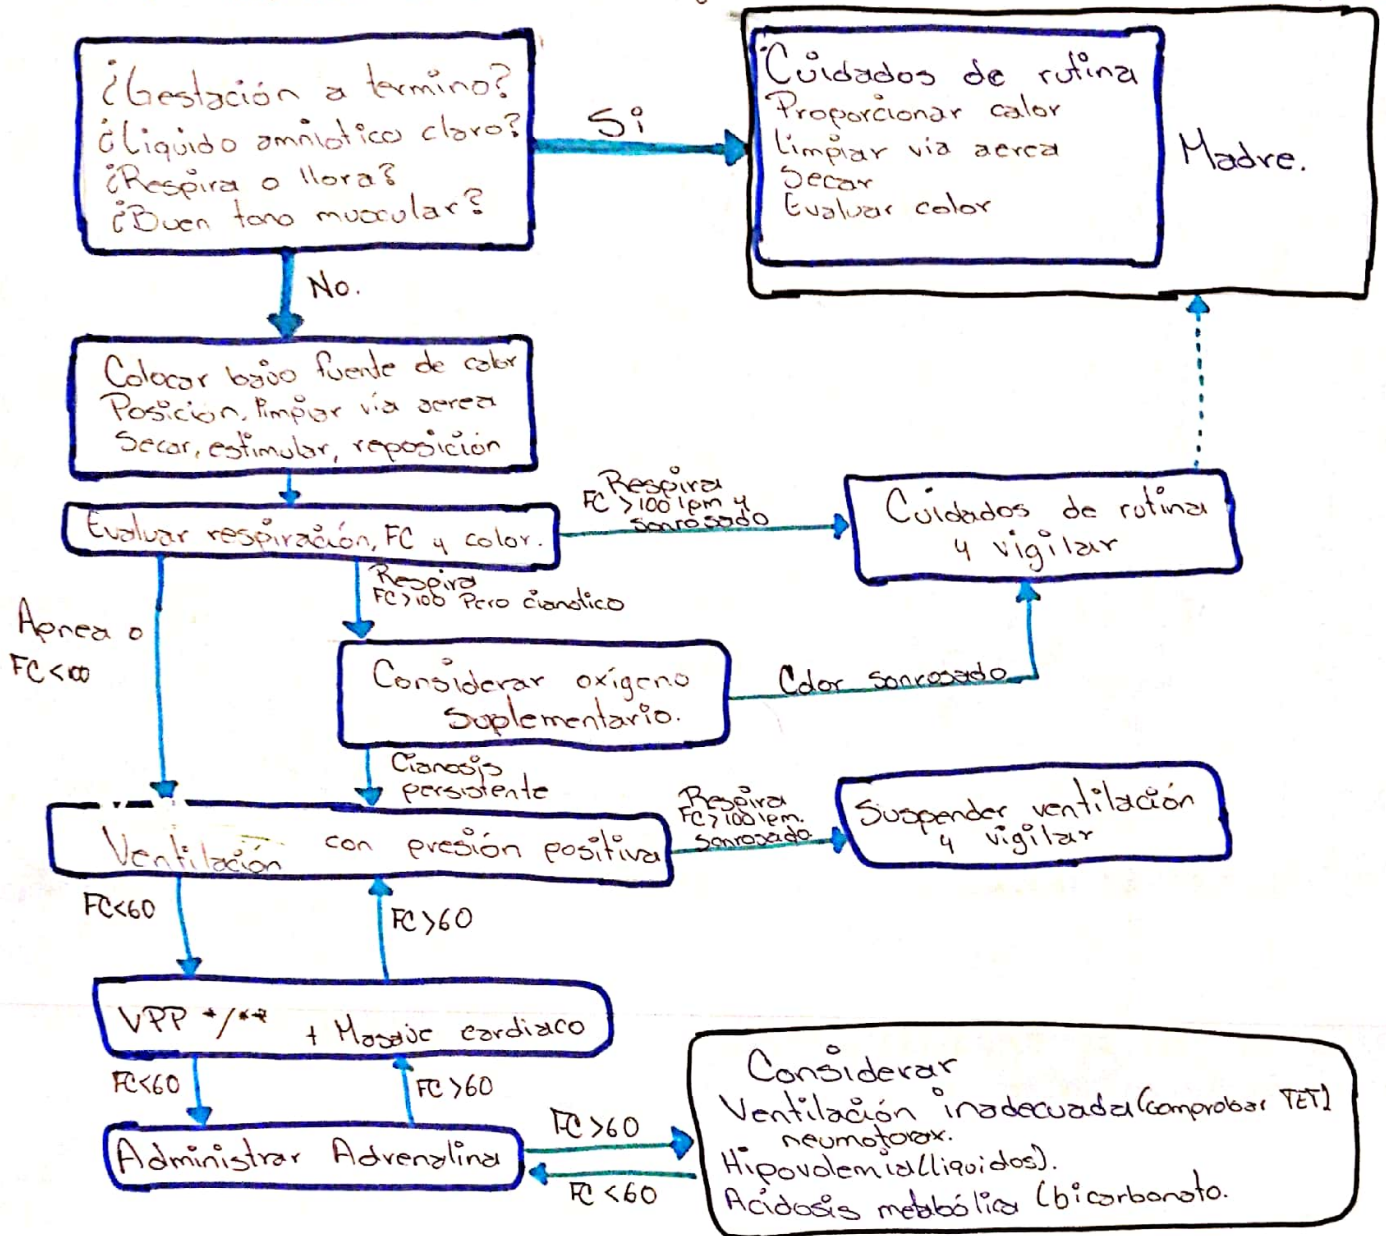 ¿Gestación a termino?
¿Liquido amniotico claro?
¿Respira o llora?
¿Buen tono muscular?
Si
Cuidados de rutina
Proporcionar calor
Limpiar via aerea
Secar
Evaluar color
Madre.
No.
Colocar bajo fuente de calor
Posición, limpiar vía aerea
Secar, estimular, reposición
Evaluar respiración, FC y color.
Respira
FC >100 lpm y
sonrosado
Cuidados de rutina
y vigilar
Apnea o
FC<100
Respira
FC>100 Pero cianotico
Considerar oxígeno
suplementario.
Color sonrosado
Cianosis
persistente
Ventilación con presión positiva
Respira
FC>100 lpm.
Sonrosado
Suspender ventilación
y vigilar
FC<60
FC>60
VPP */** + Masaje cardiaco
FC<60
FC>60
Administrar Adrenalina
FC>60
FC<60
Considerar
Ventilación inadecuada (comprobar TET)
neumotorax.
Hipovolemia (liquidos).
Acidosis metabólica (bicarbonato.